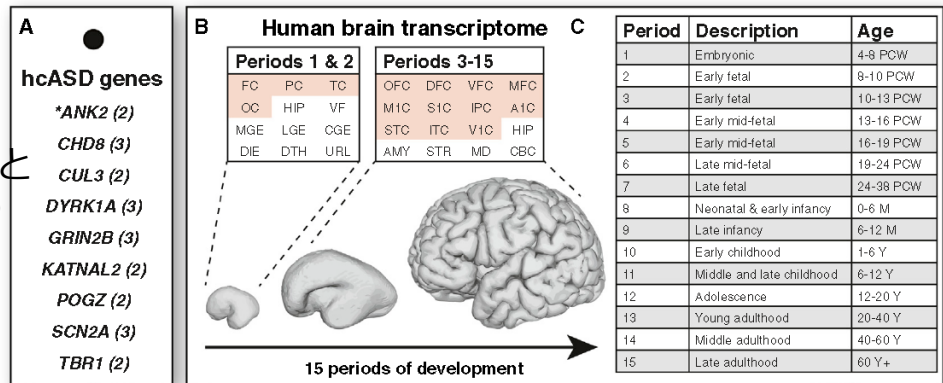 A
hcASD genes
*ANK2 (2)
CHD8 (3)
CUL3 (2)
DYRK1A (3)
GRIN2B (3)
KATNAL2 (2)
POGZ (2)
SCN2A (3)
TBR1 (2)
B
Human brain transcriptome
Periods 1 & 2
FC PC TC
OC HIP VF
MGE LGE CGE
DIE DTH URL
Periods 3-15
OFC DFC VFC MFC
M1C S1C IPC A1C
STC ITC V1C HIP
AMY STR MD CBC
15 periods of development
C
Period Description Age
1 Embryonic 4-8 PCW
2 Early fetal 8-10 PCW
3 Early fetal 10-13 PCW
4 Early mid-fetal 13-16 PCW
5 Early mid-fetal 16-19 PCW
6 Late mid-fetal 19-24 PCW
7 Late fetal 24-38 PCW
8 Neonatal & early infancy 0-6 M
9 Late infancy 6-12 M
10 Early childhood 1-6 Y
11 Middle and late childhood 6-12 Y
12 Adolescence 12-20 Y
13 Young adulthood 20-40 Y
14 Middle adulthood 40-60 Y
15 Late adulthood 60 Y+